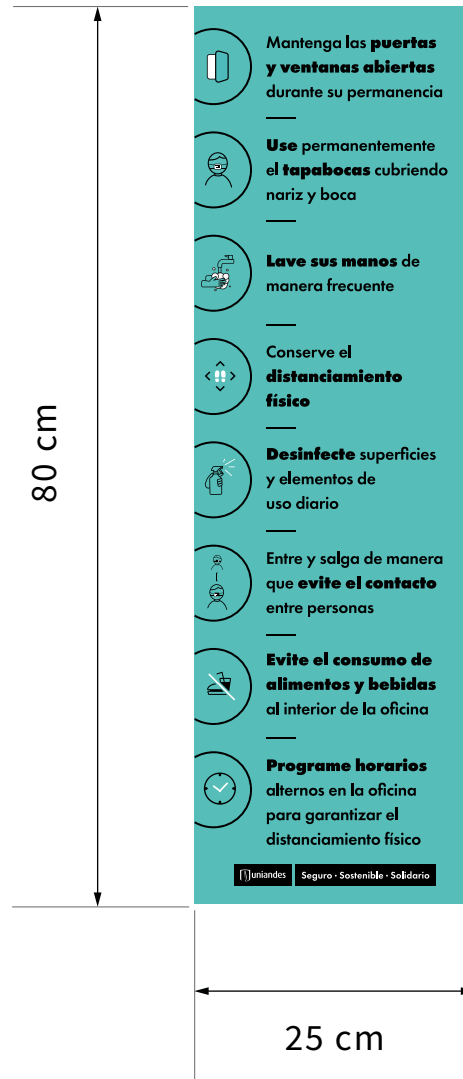 Mantenga las puertas
y ventanas abiertas
durante su permanencia
Use permanentemente
el tapabocas cubriendo
nariz y boca
Lave sus manos de
manera frecuente
Conserve el
distanciamiento
físico
Desinfecte superficies
y elementos de
uso diario
Entre y salga de manera
que evite el contacto
entre personas
Evite el consumo de
alimentos y bebidas
al interior de la oficina
Programe horarios
alternos en la oficina
para garantizar el
distanciamiento físico
uniandes Seguro · Sostenible · Solidario
80 cm
25 cm